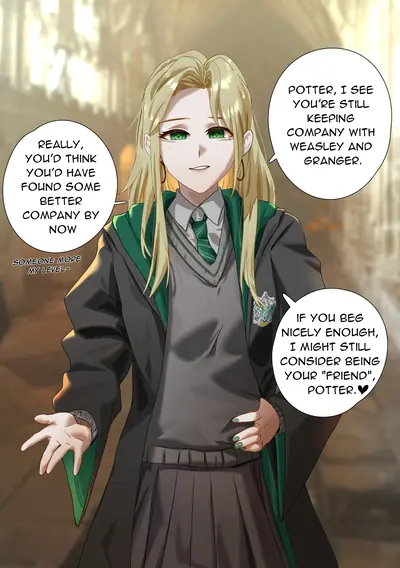 POTTER, I SEE
YOU'RE STILL
KEEPING
COMPANY WITH
WEASLEY AND
GRANGER.
REALLY,
YOU'D THINK
YOU'D HAVE
FOUND SOME
BETTER
COMPANY BY
NOW
SOMEONE MORE
MY LEVEL~
IF YOU BEG
NICELY ENOUGH,
I MIGHT STILL
CONSIDER BEING
YOUR "FRIEND",
POTTER.♥